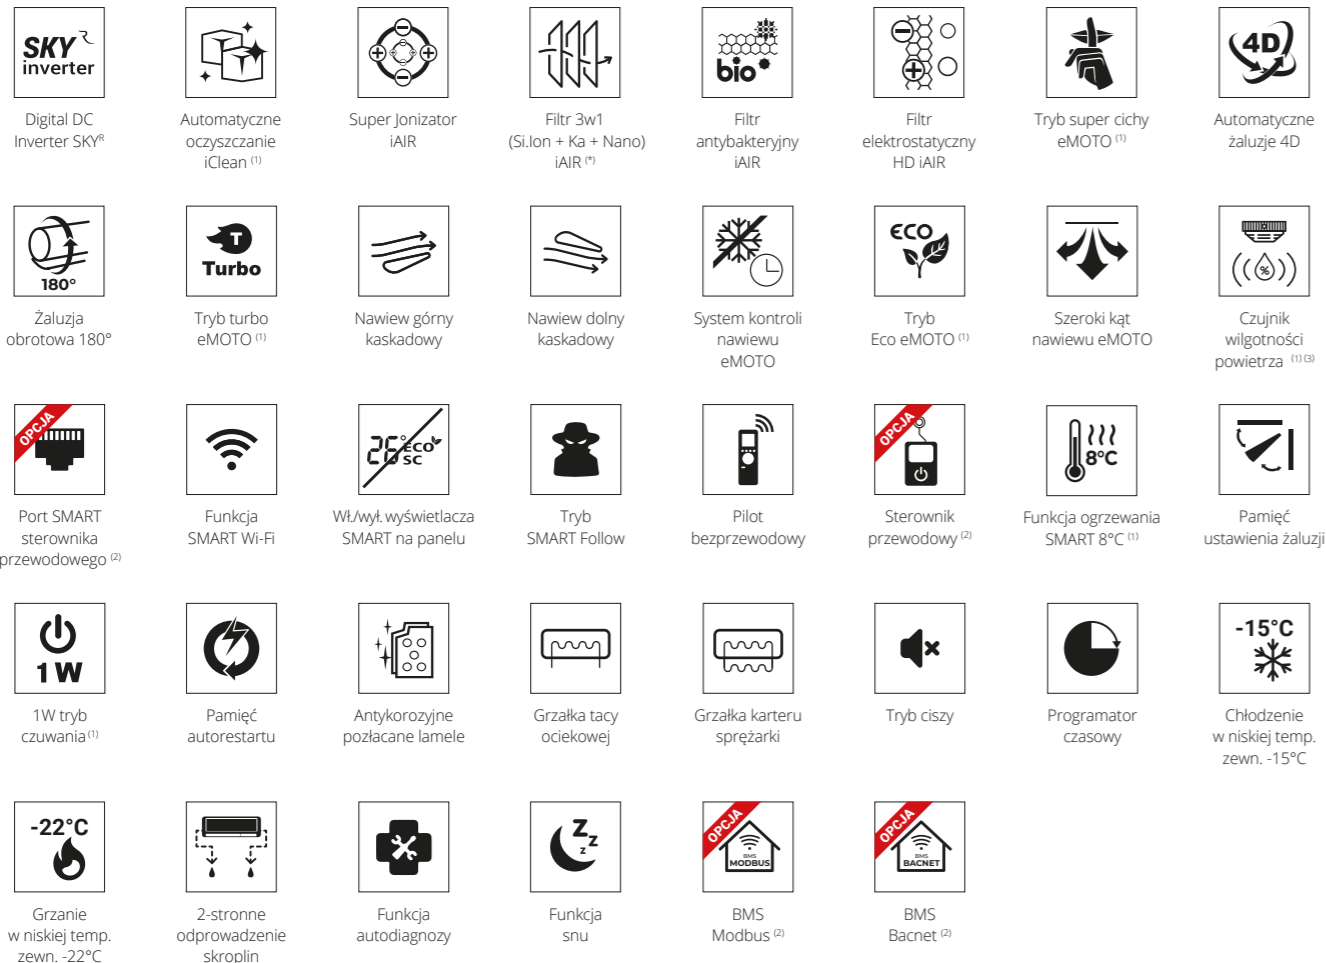 SKY R
inverter
bio
4D
Digital DC
Inverter SKYᴿ
Automatyczne
oczyszczanie
iClean (1)
Super Jonizator
iAIR
Filtr 3w1
(Si.Ion + Ka + Nano)
iAIR (*)
Filtr
antybakteryjny
iAIR
Filtr
elektrostatyczny
HD iAIR
Tryb super cichy
eMOTO (1)
Automatyczne
żaluzje 4D
180°
T
Turbo
ECO
%
Żaluzja
obrotowa 180°
Tryb turbo
eMOTO (1)
Nawiew górny
kaskadowy
Nawiew dolny
kaskadowy
System kontroli
nawiewu
eMOTO
Tryb
Eco eMOTO (1)
Szeroki kąt
nawiewu eMOTO
Czujnik
wilgotności
powietrza (1) (3)
OPCJA
26° ECO
SC
OPCJA
8°C
Port SMART
sterownika
przewodowego (2)
Funkcja
SMART Wi-Fi
Wł./wył. wyświetlacza
SMART na panelu
Tryb
SMART Follow
Pilot
bezprzewodowy
Sterownik
przewodowy (2)
Funkcja ogrzewania
SMART 8°C (1)
Pamięć
ustawienia żaluzji
1W
-15°C
1W tryb
czuwania (1)
Pamięć
autorestartu
Antykorozyjne
pozłacane lamele
Grzałka tacy
ociekowej
Grzałka karteru
sprężarki
Tryb ciszy
Programator
czasowy
Chłodzenie
w niskiej temp.
zewn. -15°C
-22°C
Z z z
OPCJA
BMS
MODBUS
OPCJA
BMS
BACNET
Grzanie
w niskiej temp.
zewn. -22°C
2-stronne
odprowadzenie
skroplin
Funkcja
autodiagnozy
Funkcja
snu
BMS
Modbus (2)
BMS
Bacnet (2)